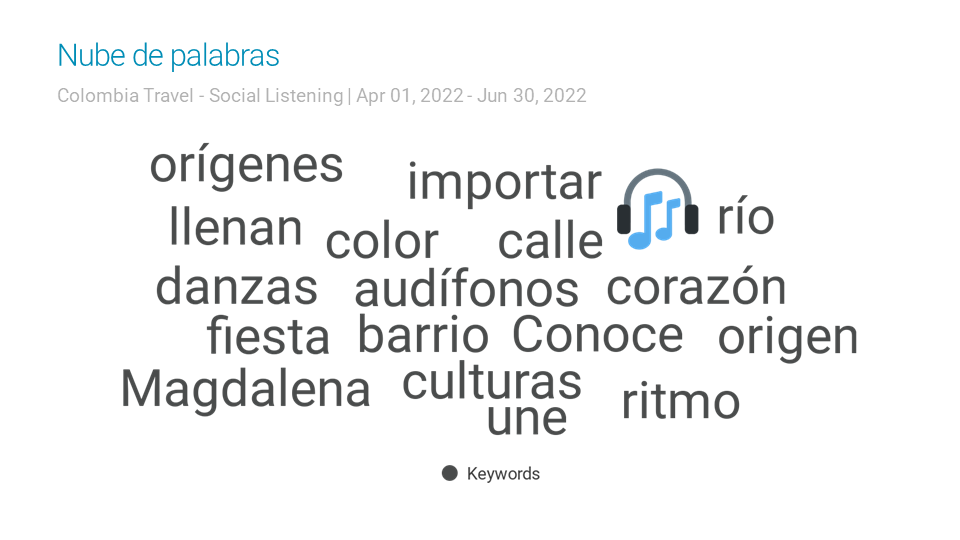 Nube de palabras
Colombia Travel - Social Listening | Apr 01, 2022 - Jun 30, 2022
orígenes
importar
llenan
color
calle
río
danzas
audífonos
corazón
fiesta
barrio
Conoce
origen
Magdalena
culturas
une
ritmo
Keywords